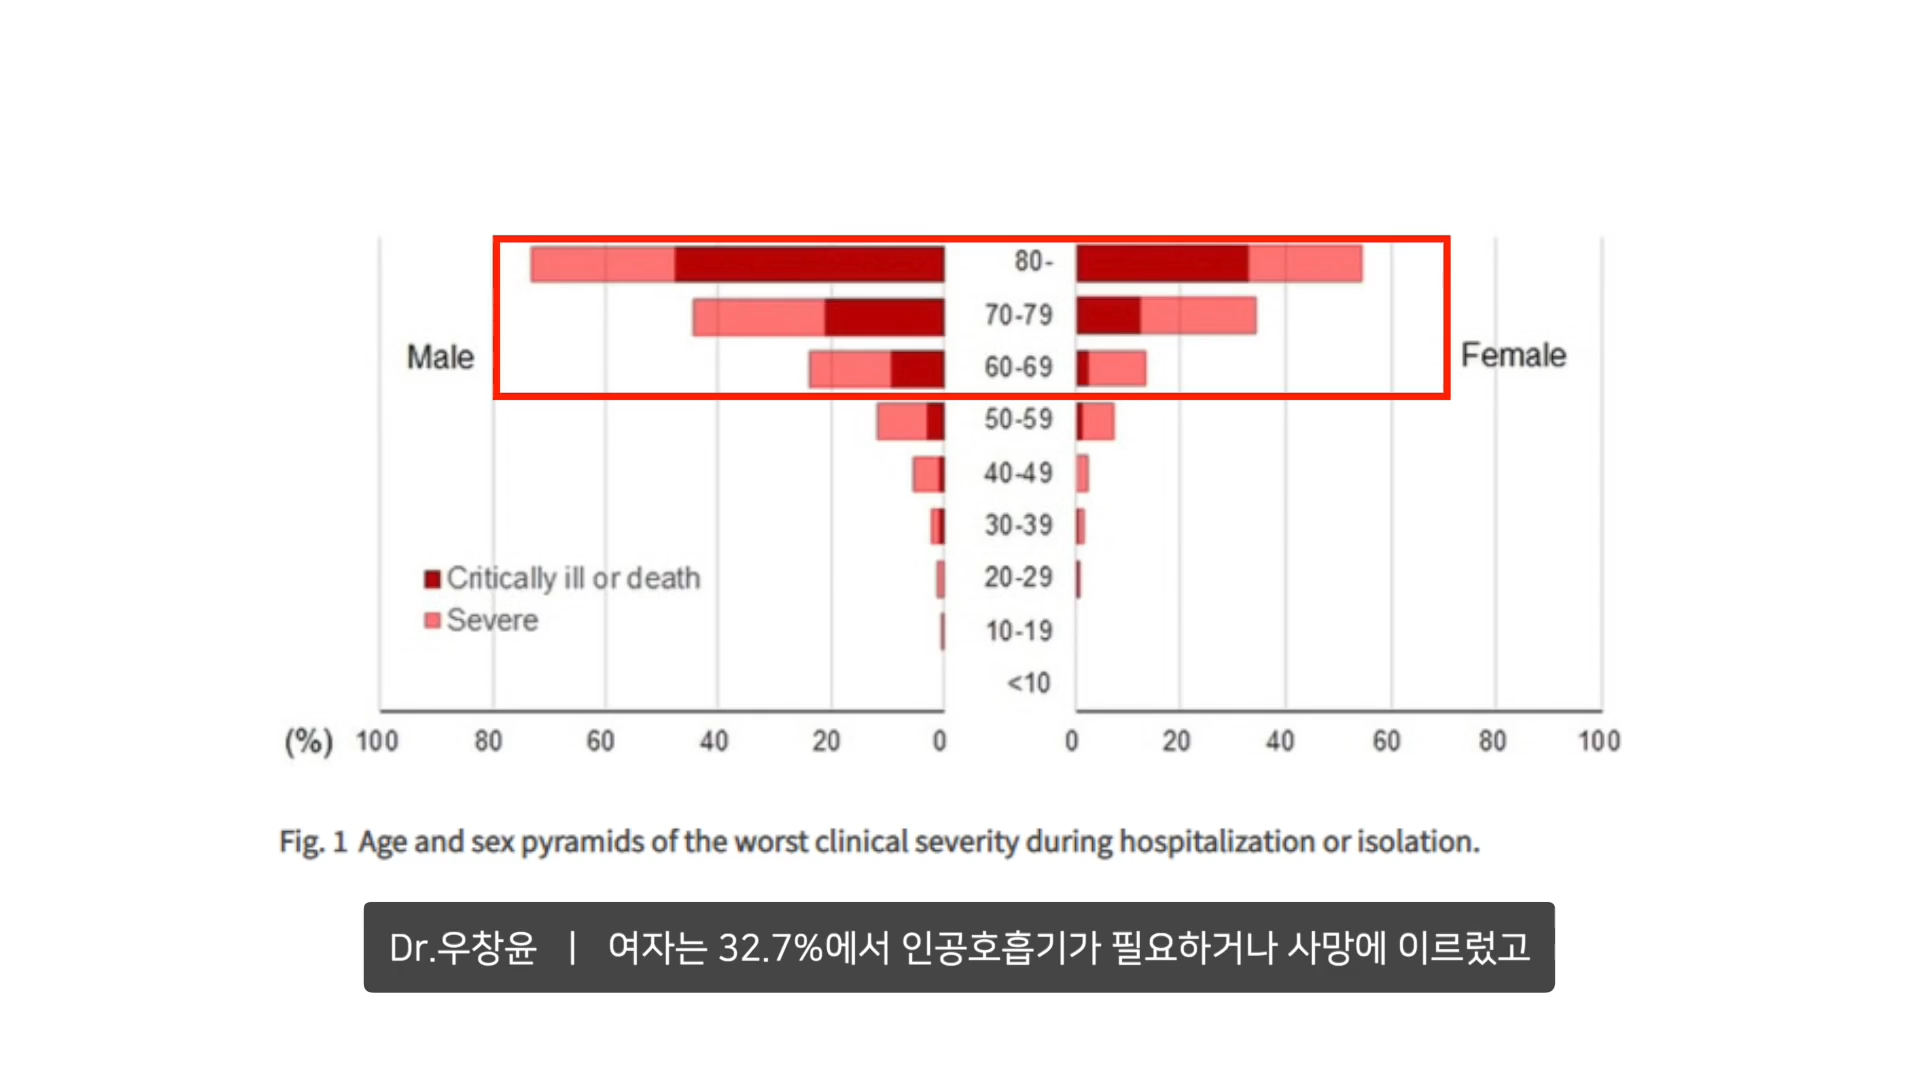 80-
70-79
Male
Female
60-69
50-59
40-49
30-39
Critically ill or death
20-29
Severe
10-19
<10
(%) 100 80 60 40 20 0 0 20 40 60 80 100
Fig. 1 Age and sex pyramids of the worst clinical severity during hospitalization or isolation.
Dr.우창윤 | 여자는 32.7%에서 인공호흡기가 필요하거나 사망에 이르렀고